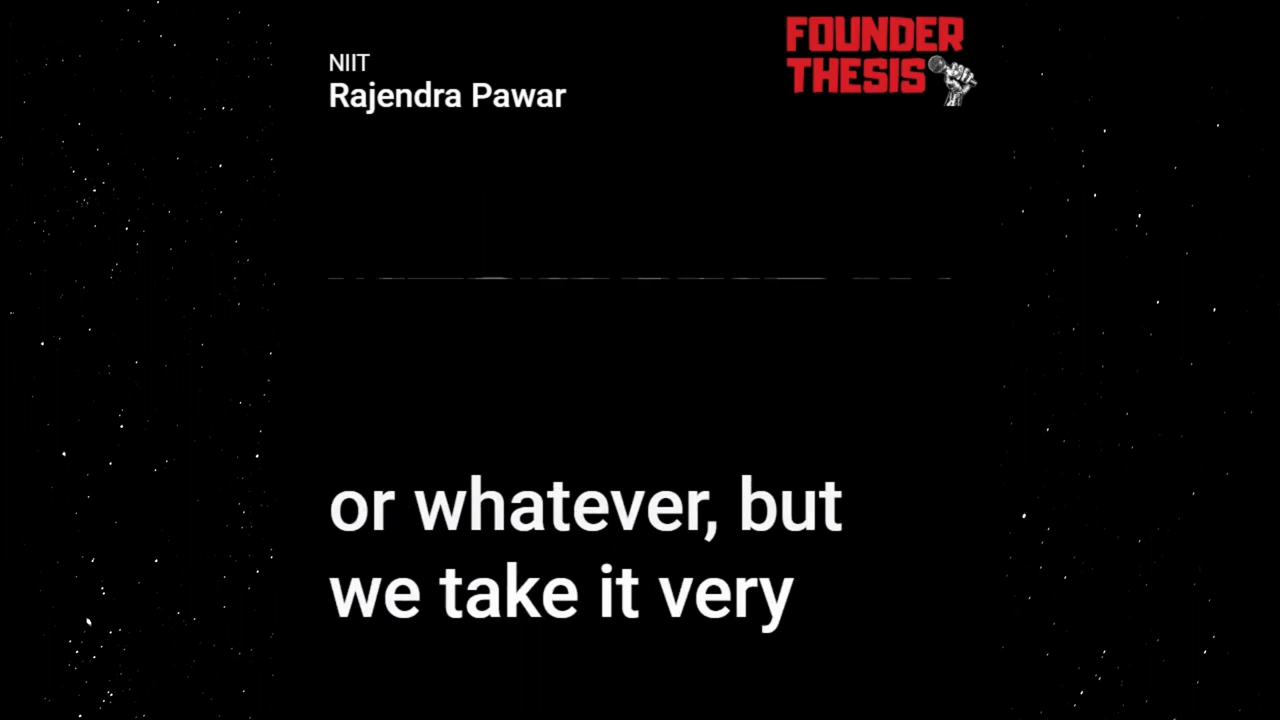 NIIT
Rajendra Pawar
FOUNDER
THESIS
or whatever, but
we take it very